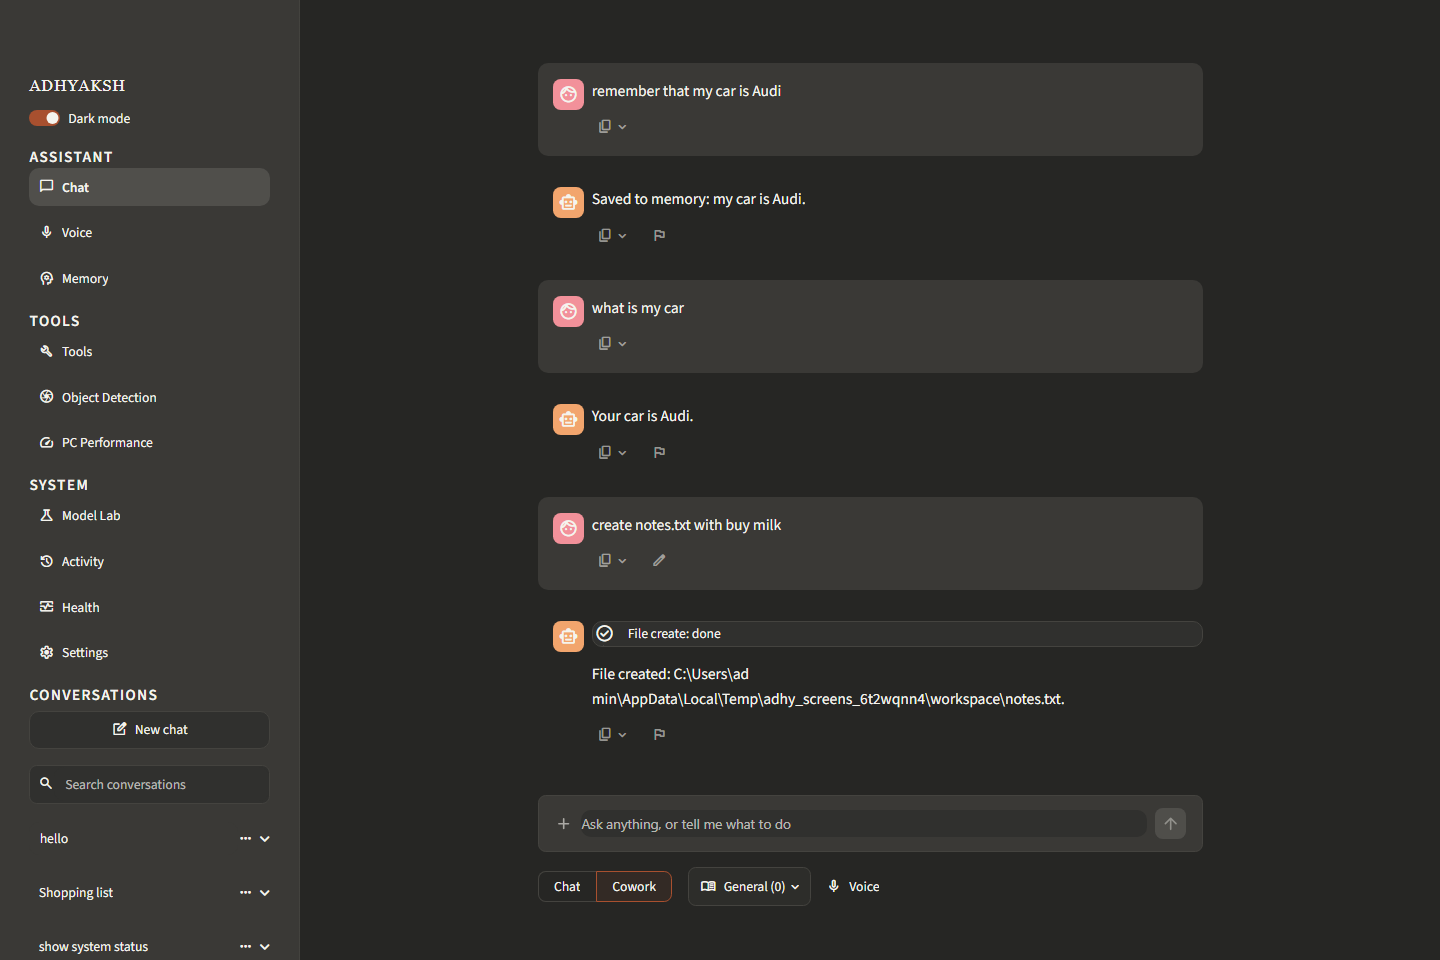 ADHYAKSH
Dark mode
ASSISTANT
Chat
Voice
Memory
TOOLS
Tools
Object Detection
PC Performance
SYSTEM
Model Lab
Activity
Health
Settings
CONVERSATIONS
New chat
Search conversations
hello
Shopping list
show system status
remember that my car is Audi
Saved to memory: my car is Audi.
what is my car
Your car is Audi.
create notes.txt with buy milk
File create: done
File created: C:\Users\ad
min\AppData\Local\Temp\adhy_screens_6t2wqnn4\workspace\notes.txt.
Ask anything, or tell me what to do
Chat
Cowork
General (0)
Voice